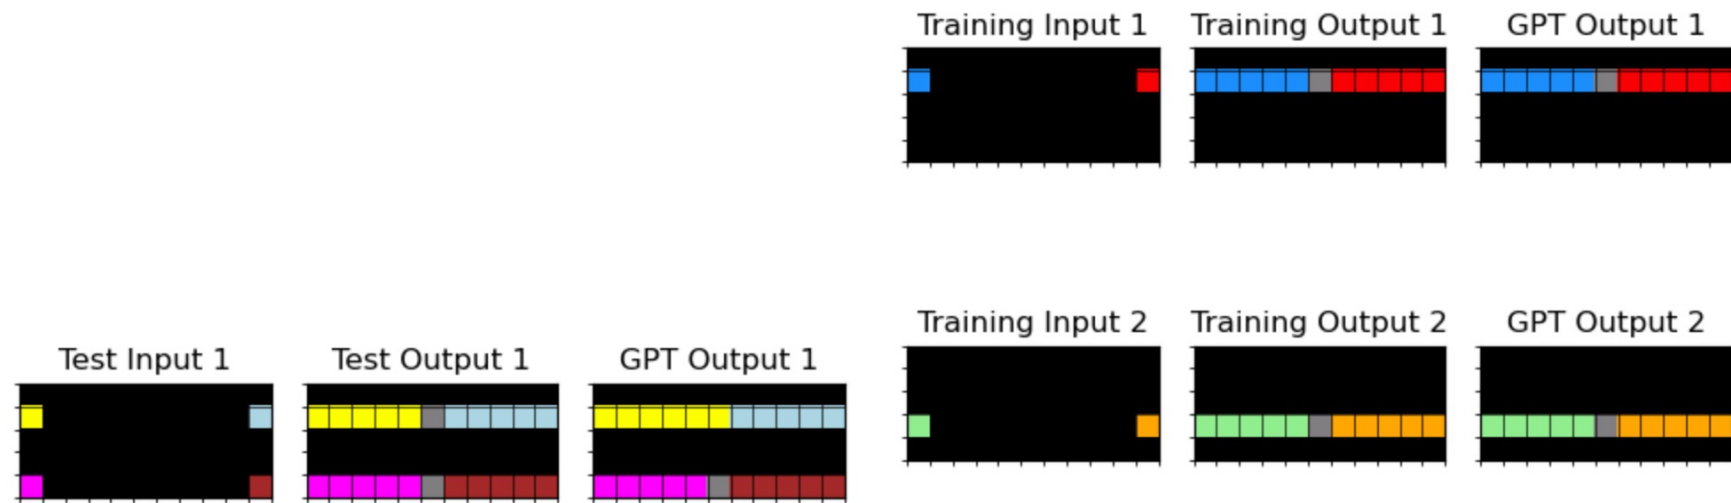 Training Input 1
Training Output 1
GPT Output 1
Training Input 2
Training Output 2
GPT Output 2
Test Input 1
Test Output 1
GPT Output 1